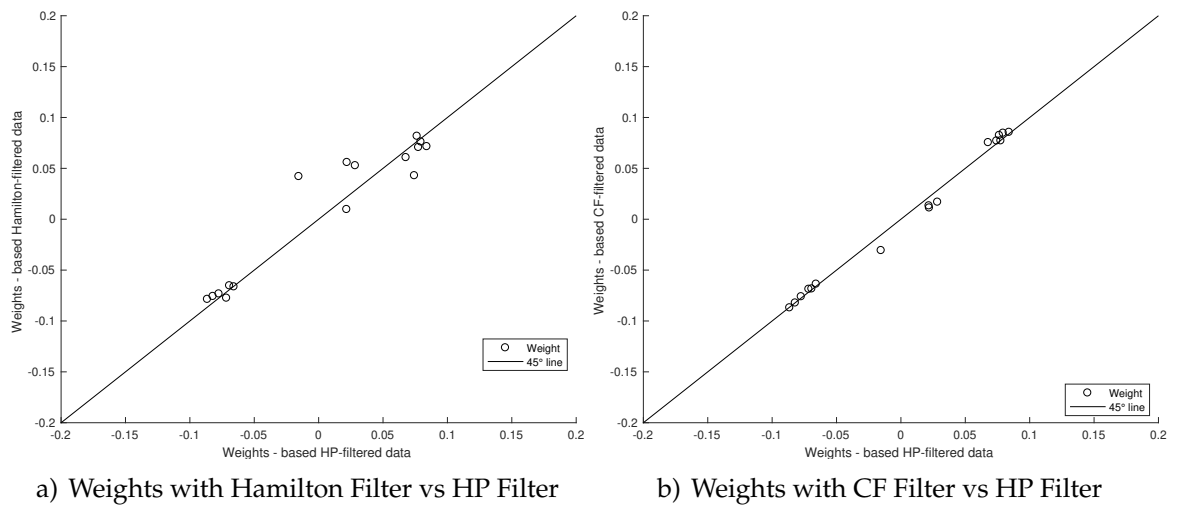 0.2
0.15
0.1
0.05
0
-0.05
-0.1
-0.15
-0.2
Weights - based Hamilton-filtered data
-0.2 -0.15 -0.1 -0.05 0 0.05 0.1 0.15 0.2
Weights - based HP-filtered data
Weight
45° line
a) Weights with Hamilton Filter vs HP Filter
0.2
0.15
0.1
0.05
0
-0.05
-0.1
-0.15
-0.2
Weights - based CF-filtered data
-0.2 -0.15 -0.1 -0.05 0 0.05 0.1 0.15 0.2
Weights - based HP-filtered data
Weight
45° line
b) Weights with CF Filter vs HP Filter